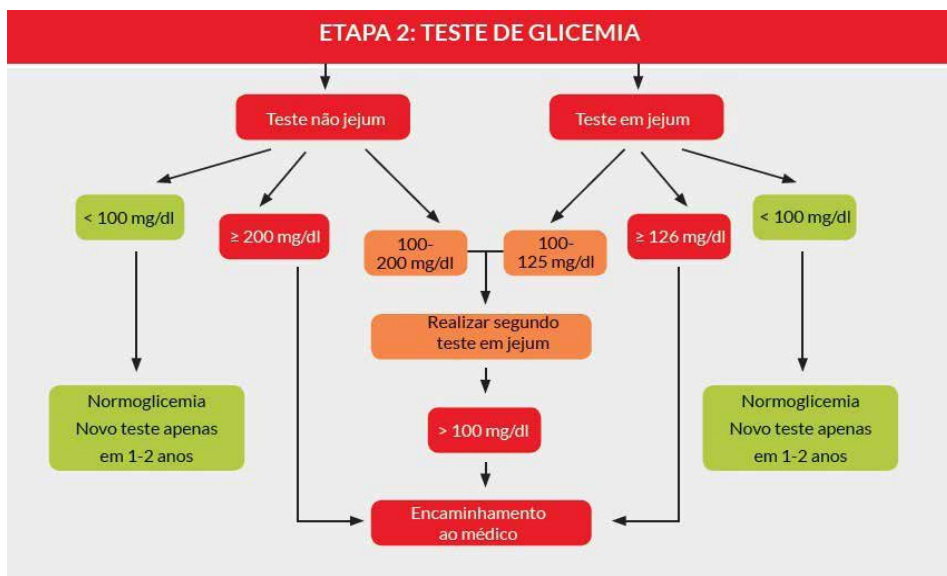 ETAPA 2: TESTE DE GLICEMIA
Teste não jejum
Teste em jejum
< 100 mg/dl
≥ 200 mg/dl
100-
200 mg/dl
100-
125 mg/dl
≥ 126 mg/dl
< 100 mg/dl
Realizar segundo
teste em jejum
Normoglicemia
Novo teste apenas
em 1-2 anos
> 100 mg/dl
Normoglicemia
Novo teste apenas
em 1-2 anos
Encaminhamento
ao médico